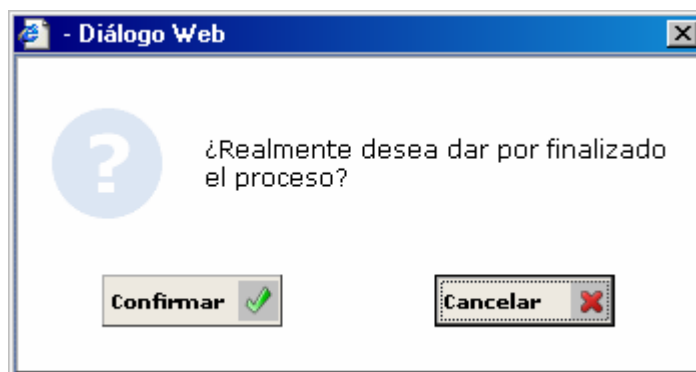 - Diálogo Web
¿Realmente desea dar por finalizado
el proceso?
Confirmar
Cancelar